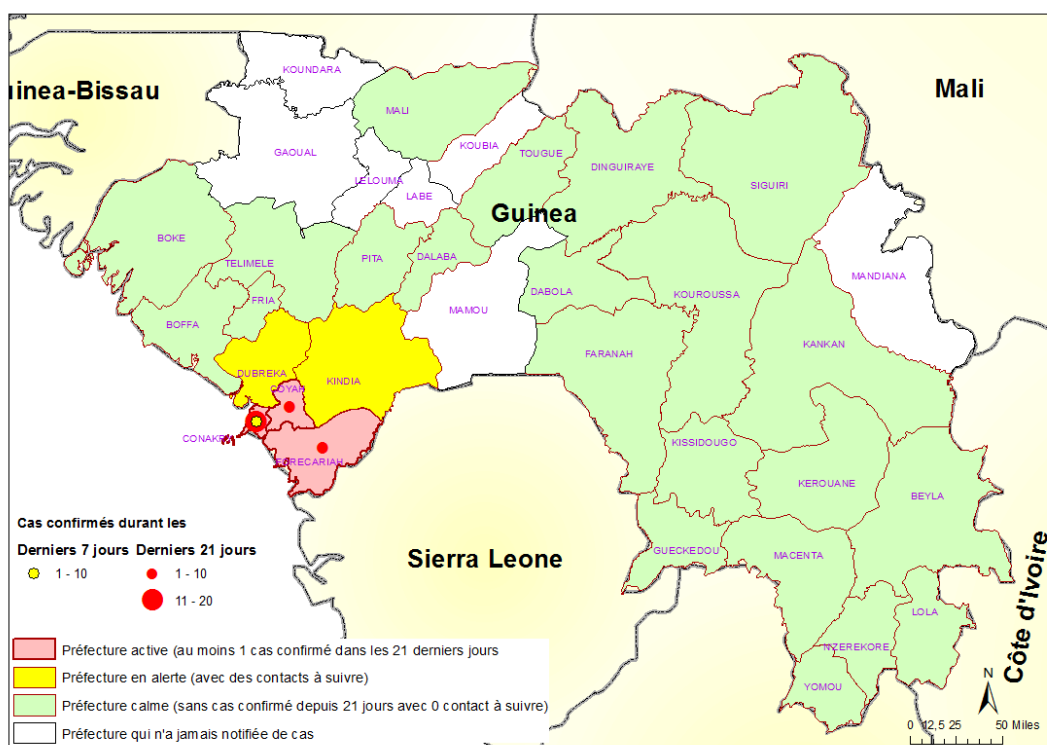 KOUNDARA
uinea-Bissau
Mali
MALI
GAOUAL
KOUBIA
TOUGUE
DINGUIRAYE
LELOUMA
SIGUIRI
LABE
Guinea
BOKE
TELIMELE
PITA
DALABA
MANDIANA
FRIA
DABOLA
KOUROUSSA
MAMOU
BOFFA
KANKAN
FARANAH
DUBREKA
KINDIA
COYAH
CONAKRY
KISSIDOUGO
FORECARIAH
KEROUANE
BEYLA
Cas confirmés durant les
Derniers 7 jours Derniers 21 jours
1 - 10 1 - 10
11 - 20
Sierra Leone
GUECKEDOU
MACENTA
Côte d'Ivoire
LOLA
N'ZEREKORE
YOMOU
Préfecture active (au moins 1 cas confirmé dans les 21 derniers jours
Préfecture en alerte (avec des contacts à suivre)
Préfecture calme (sans cas confirmé depuis 21 jours avec 0 contact à suivre)
Préfecture qui n'a jamais notifiée de cas
N
0 12,5 25 50 Miles